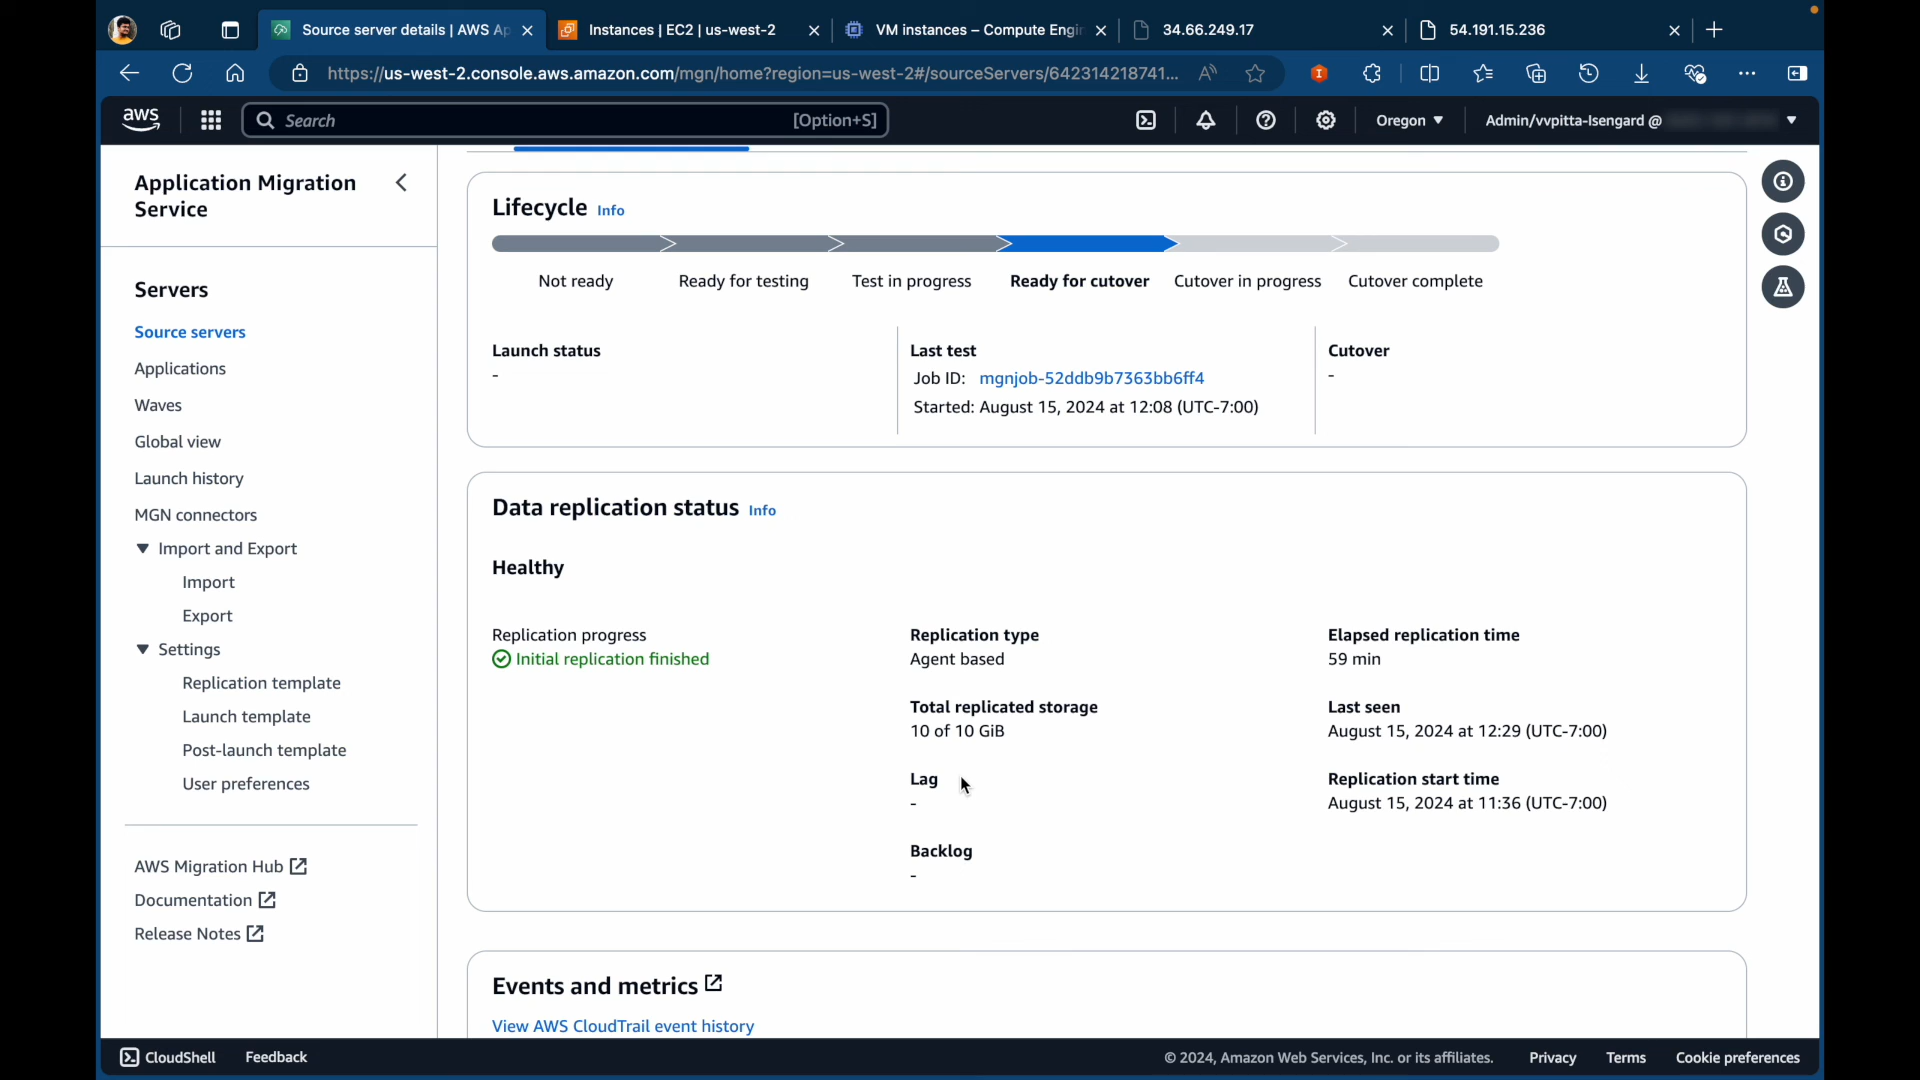 Source server details | AWS Ap
Instances | EC2 | us-west-2
VM instances – Compute Engi
34.66.249.17
54.191.15.236
https://us-west-2.console.aws.amazon.com/mgn/home?region=us-west-2#/sourceServers/642314218741...
aws
Search
[Option+S]
Oregon
Admin/vvpitta-Isengard @
Application Migration
Service
Servers
Source servers
Applications
Waves
Global view
Launch history
MGN connectors
Import and Export
Import
Export
Settings
Replication template
Launch template
Post-launch template
User preferences
AWS Migration Hub
Documentation
Release Notes
Lifecycle Info
Not ready
Ready for testing
Test in progress
Ready for cutover
Cutover in progress
Cutover complete
Launch status
-
Last test
Job ID: mgnjob-52ddb9b7363bb6ff4
Started: August 15, 2024 at 12:08 (UTC-7:00)
Cutover
-
Data replication status Info
Healthy
Replication progress
Initial replication finished
Replication type
Agent based
Total replicated storage
10 of 10 GiB
Lag
-
Backlog
-
Elapsed replication time
59 min
Last seen
August 15, 2024 at 12:29 (UTC-7:00)
Replication start time
August 15, 2024 at 11:36 (UTC-7:00)
Events and metrics
View AWS CloudTrail event history
CloudShell
Feedback
© 2024, Amazon Web Services, Inc. or its affiliates.
Privacy
Terms
Cookie preferences